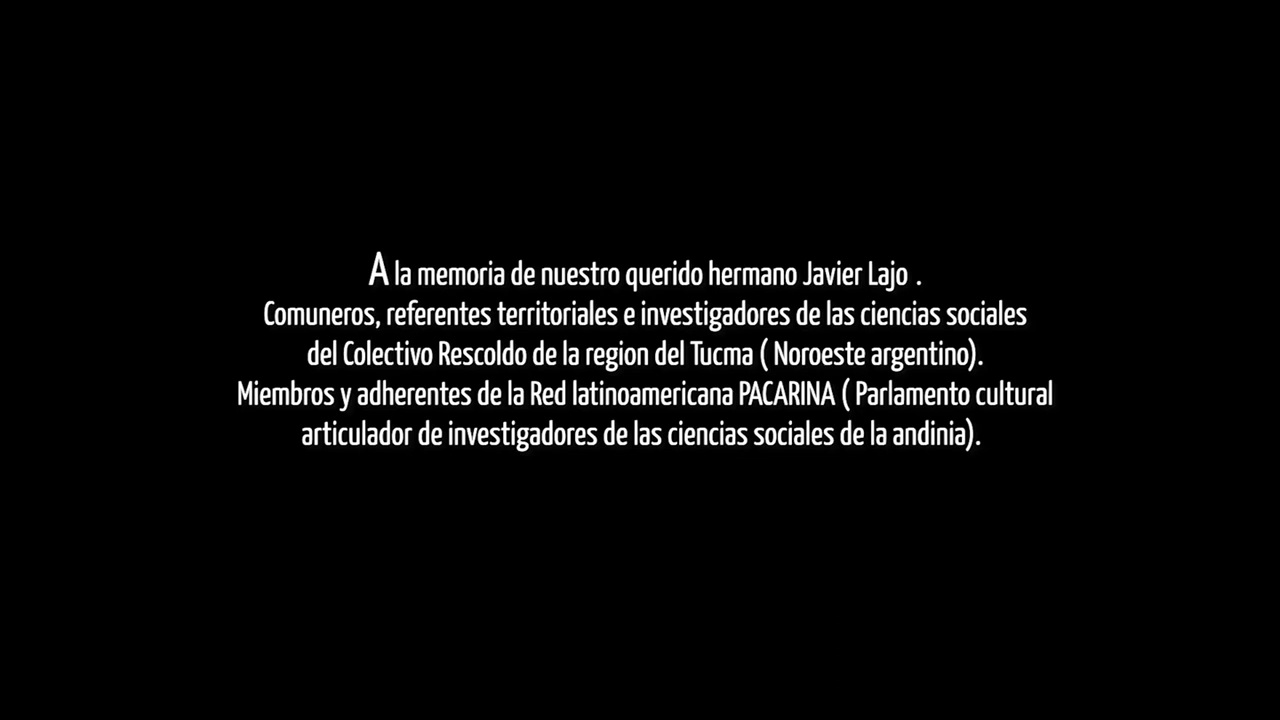 A la memoria de nuestro querido hermano Javier Lajo .
Comuneros, referentes territoriales e investigadores de las ciencias sociales
del Colectivo Rescoldo de la region del Tucma ( Noroeste argentino).
Miembros y adherentes de la Red latinoamericana PACARINA ( Parlamento cultural
articulador de investigadores de las ciencias sociales de la andinia).